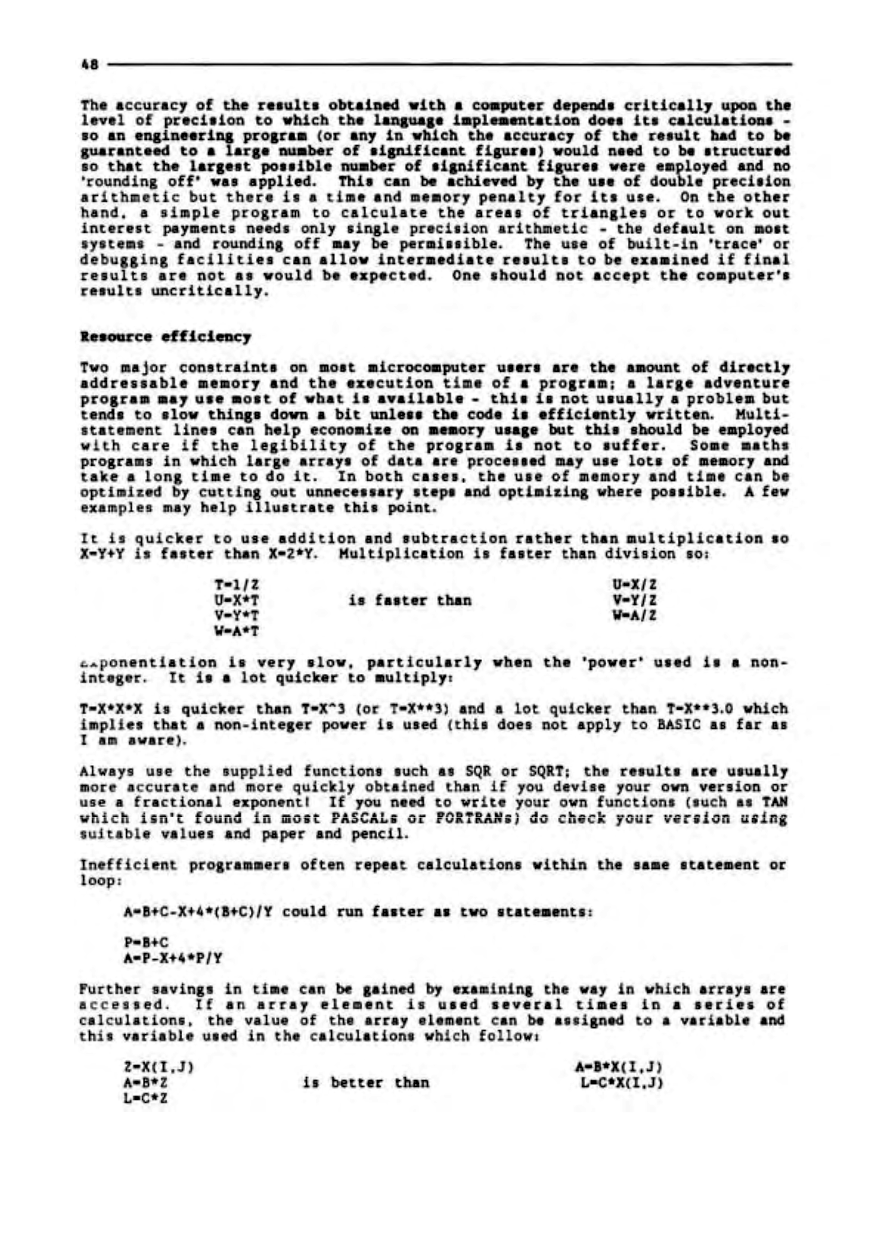 48
The accuracy of the results obtained with a computer depends critically upon the
level of precision to which the language implementation does its calculations -
so an engineering program (or any in which the accuracy of the result had to be
guaranteed to a large number of significant figures) would need to be structured
so that the largest possible number of significant figures were employed and no
'rounding off' was applied. This can be achieved by the use of double precision
arithmetic but there is a time and memory penalty for its use. On the other
hand, a simple program to calculate the areas of triangles or to work out
interest payments needs only single precision arithmetic - the default on most
systems - and rounding off may be permissible. The use of built-in 'trace' or
debugging facilities can allow intermediate results to be examined if final
results are not as would be expected. One should not accept the computer's
results uncritically.
Resource efficiency
Two major constraints on most microcomputer users are the amount of directly
addressable memory and the execution time of a program; a large adventure
program may use most of what is available - this is not usually a problem but
tends to slow things down a bit unless the code is efficiently written. Multi-
statement lines can help economize on memory usage but this should be employed
with care if the legibility of the program is not to suffer. Some maths
programs in which large arrays of data are processed may use lots of memory and
take a long time to do it. In both cases, the use of memory and time can be
optimized by cutting out unnecessary steps and optimizing where possible. A few
examples may help illustrate this point.
It is quicker to use addition and subtraction rather than multiplication so
X=Y+Y is faster than X=2*Y. Multiplication is faster than division so:
T=1/Z U=X/Z
U=X*T is faster than V=Y/Z
V=Y*T W=A/Z
W=A*T
exponentiation is very slow, particularly when the 'power' used is a non-
integer. It is a lot quicker to multiply:
T=X*X*X is quicker than T=X^3 (or T=X**3) and a lot quicker than T=X**3.0 which
implies that a non-integer power is used (this does not apply to BASIC as far as
I am aware).
Always use the supplied functions such as SQR or SQRT; the results are usually
more accurate and more quickly obtained than if you devise your own version or
use a fractional exponent! If you need to write your own functions (such as TAN
which isn't found in most PASCALs or FORTRANs) do check your version using
suitable values and paper and pencil.
Inefficient programmers often repeat calculations within the same statement or
loop:
A=B+C-X+4*(B+C)/Y could run faster as two statements:
P=B+C
A=P-X+4*P/Y
Further savings in time can be gained by examining the way in which arrays are
accessed. If an array element is used several times in a series of
calculations, the value of the array element can be assigned to a variable and
this variable used in the calculations which follow:
Z=X(I,J) A=B*X(I,J)
A=B*Z is better than L=C*X(I,J)
L=C*Z